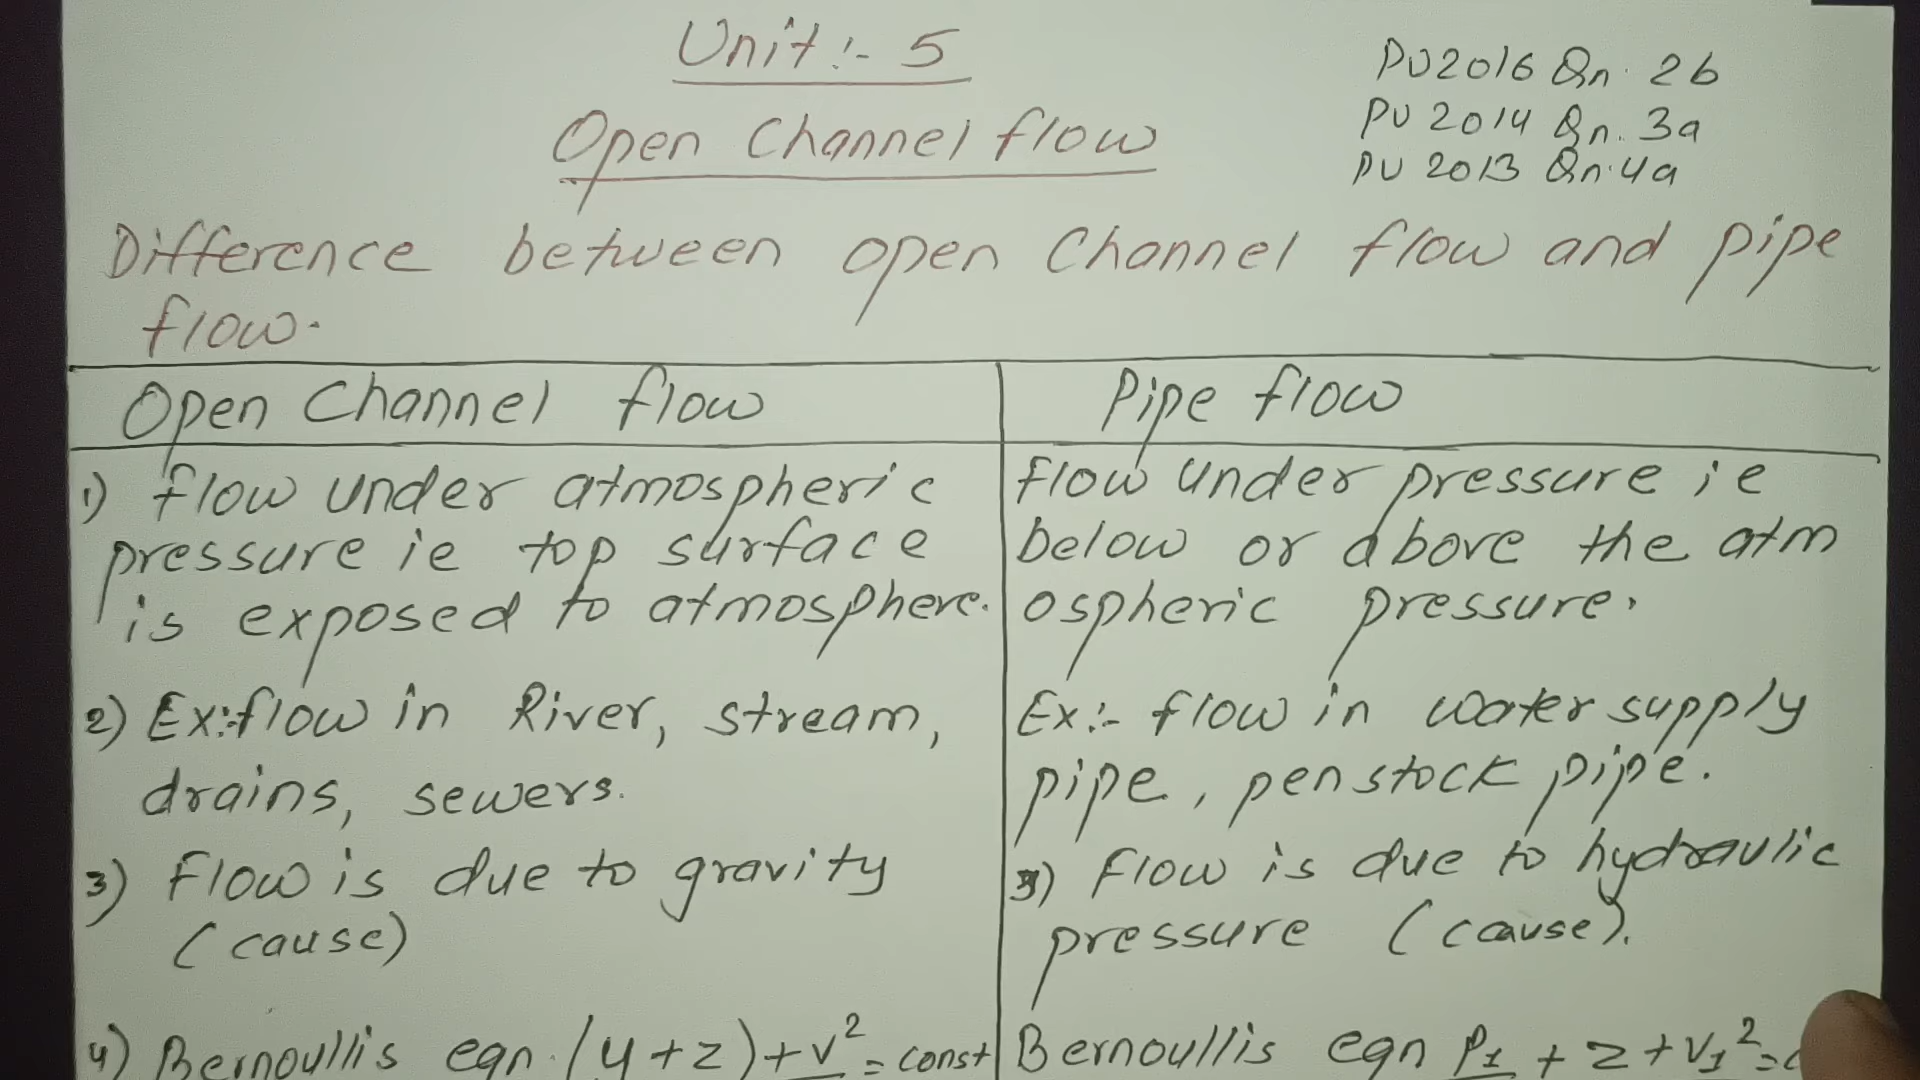 Unit:- 5
PU2016 Qn. 2b
Open Channel flow
PU 2014 Qn. 3a
PU 2013 Qn.4a
Difference between open Channel flow and pipe
flow.
Open Channel flow
Pipe flow
1) flow under atmospheric
pressure ie top surface
is exposed to atmosphere.
flow under pressure ie
below or above the atm
ospheric pressure.
2) Ex:- flow in River, stream,
drains, sewers.
Ex:- flow in water supply
pipe, penstock pipe.
3) flow is due to gravity
(cause)
3) flow is due to hydraulic
pressure (cause).
4) Bernoullis eqn. (y+z)+v² = const
Bernoullis eqn P1 + z + V1² =